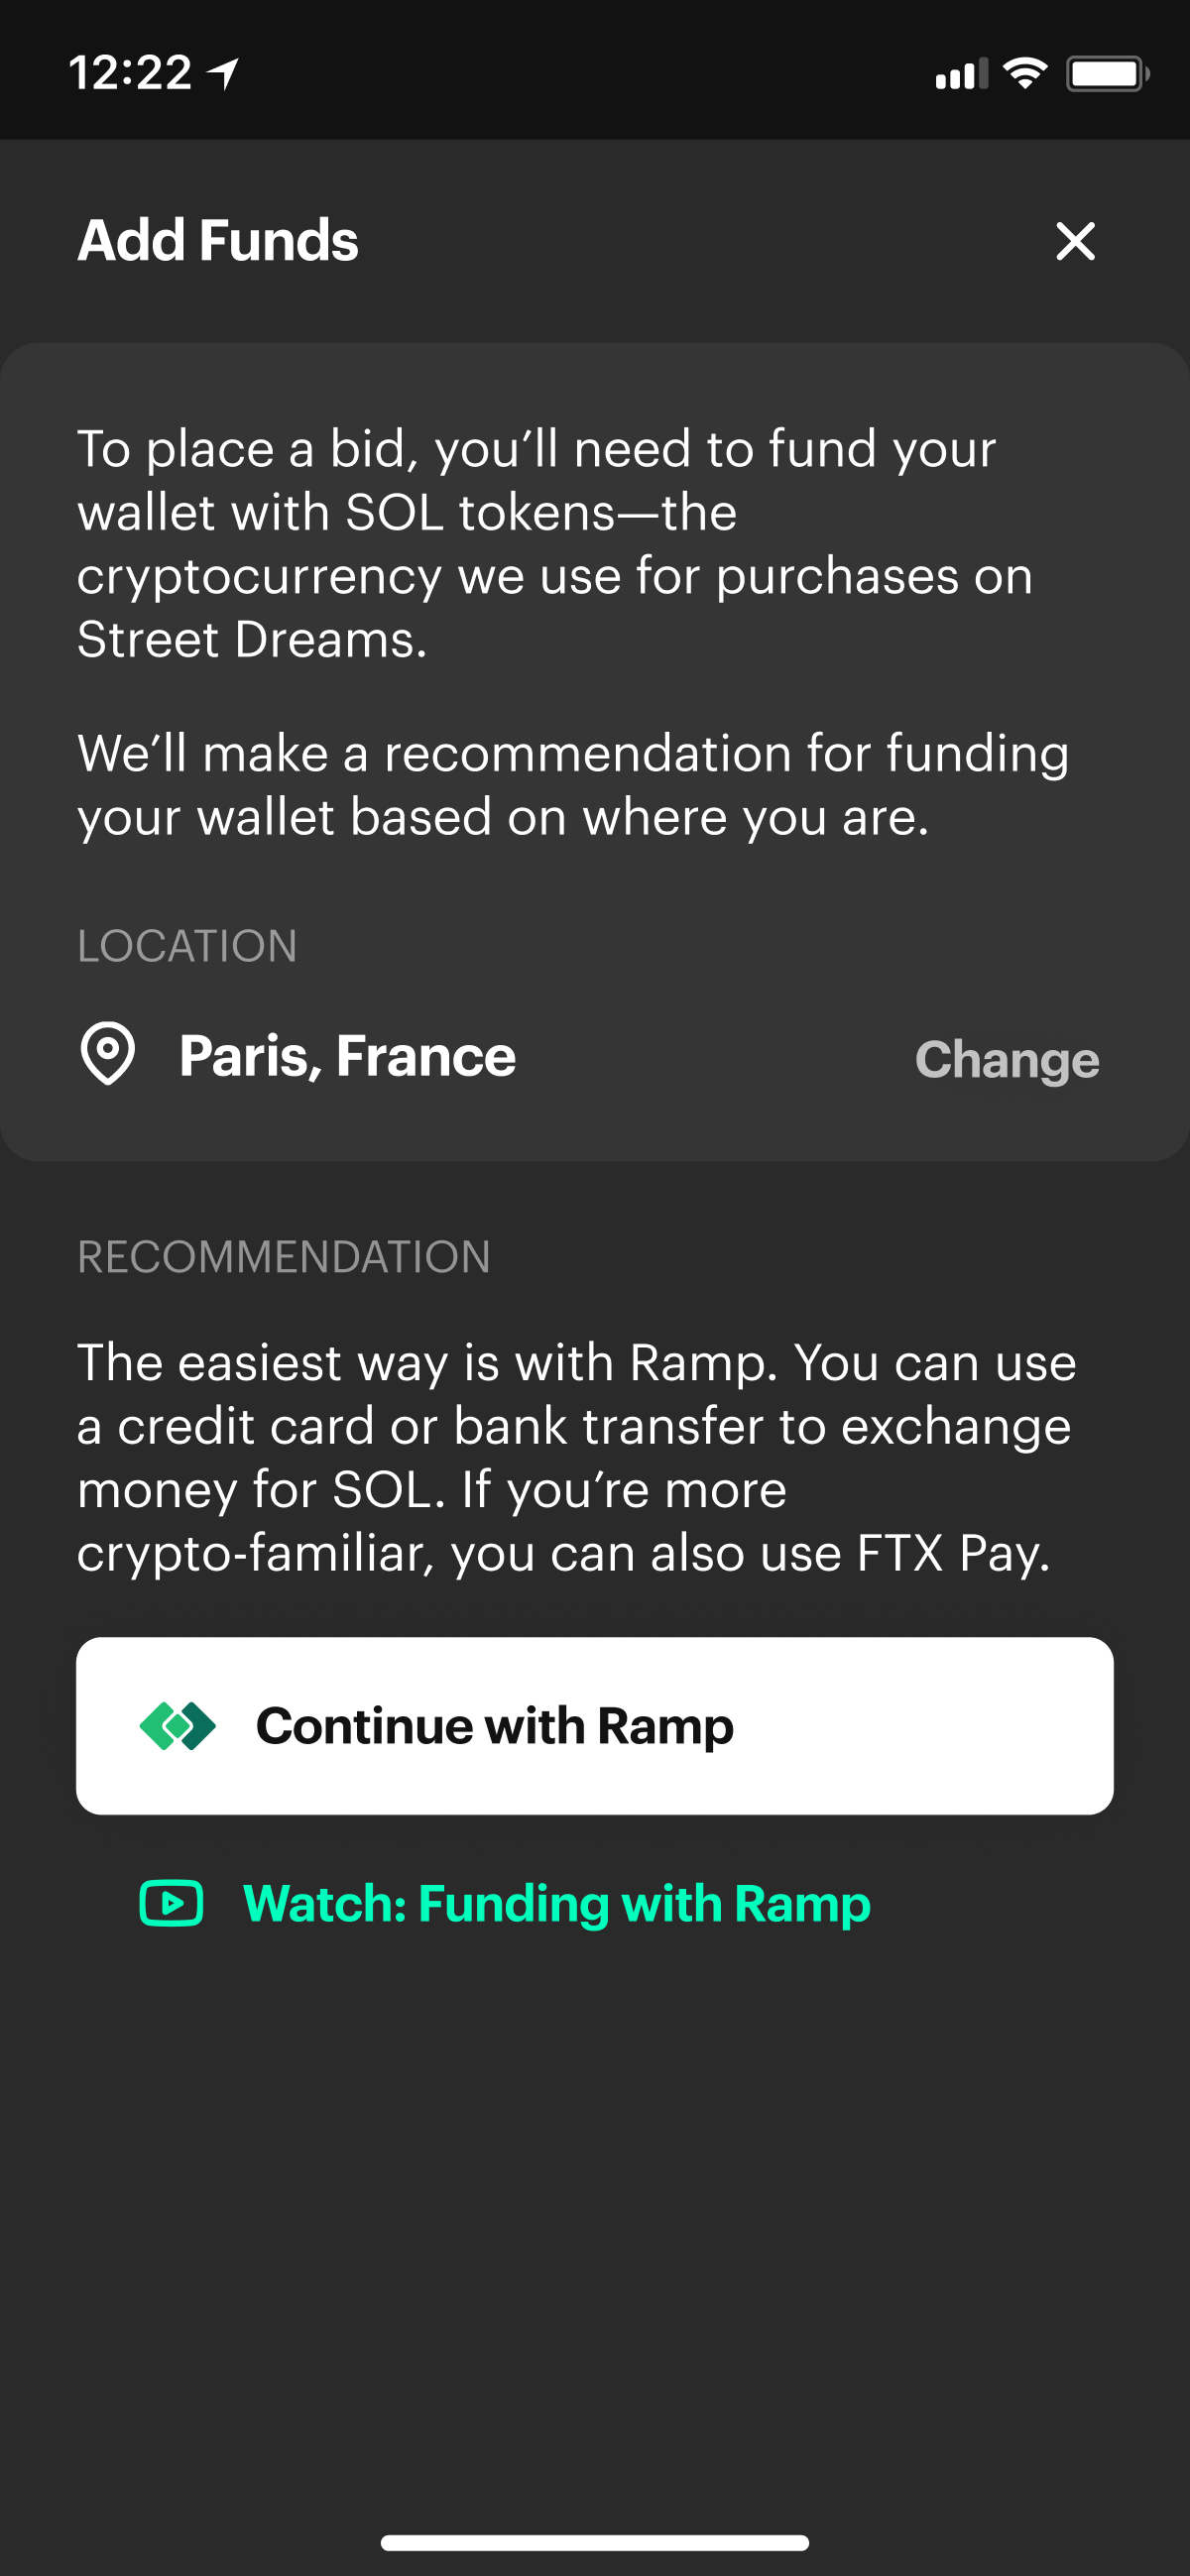 12:22
Add Funds
To place a bid, you’ll need to fund your
wallet with SOL tokens—the
cryptocurrency we use for purchases on
Street Dreams.
We’ll make a recommendation for funding
your wallet based on where you are.
LOCATION
Paris, France
Change
RECOMMENDATION
The easiest way is with Ramp. You can use
a credit card or bank transfer to exchange
money for SOL. If you’re more
crypto-familiar, you can also use FTX Pay.
Continue with Ramp
Watch: Funding with Ramp